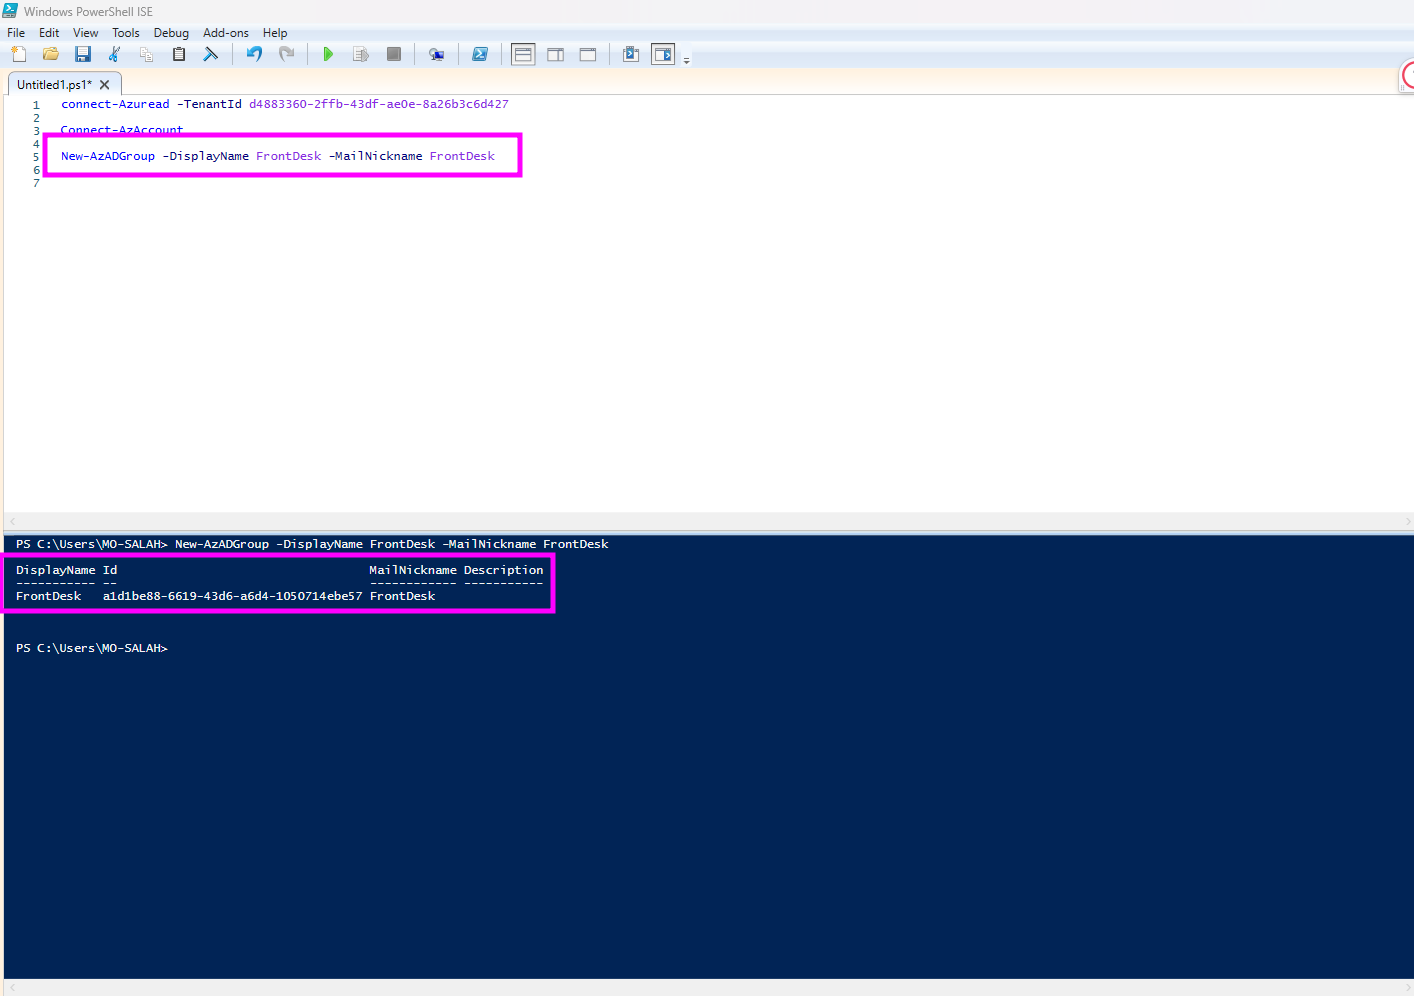 Windows PowerShell ISE
File Edit View Tools Debug Add-ons Help
Untitled1.ps1* X
1 connect-Azuread -TenantId d4883360-2ffb-43df-ae0e-8a26b3c6d427
2
3 Connect-AzAccount
4
5 New-AzADGroup -DisplayName FrontDesk -MailNickname FrontDesk
6
7
PS C:\Users\MO-SALAH> New-AzADGroup -DisplayName FrontDesk -MailNickname FrontDesk
DisplayName Id MailNickname Description
----------- -- ------------ -----------
FrontDesk a1d1be88-6619-43d6-a6d4-1050714ebe57 FrontDesk
PS C:\Users\MO-SALAH>